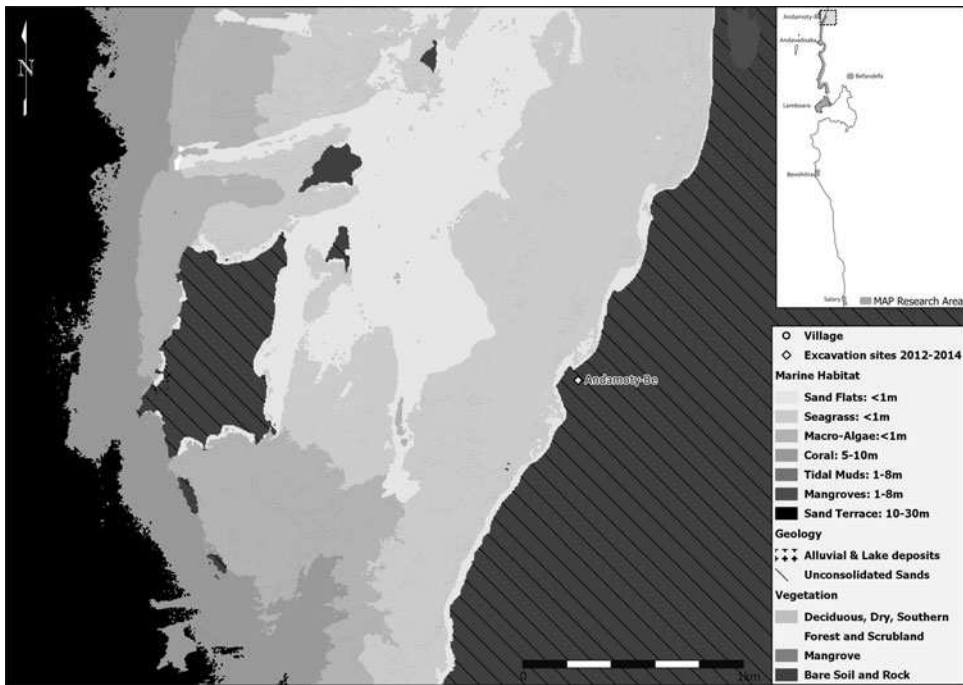 N
Andamoty-Be
Andavadoaka
Befandefa
Lamboara
Bevohitse
Salary
MAP Research Area
Village
Excavation sites 2012-2014
Marine Habitat
Sand Flats: <1m
Seagrass: <1m
Macro-Algae:<1m
Coral: 5-10m
Tidal Muds: 1-8m
Mangroves: 1-8m
Sand Terrace: 10-30m
Geology
Alluvial & Lake deposits
Unconsolidated Sands
Vegetation
Deciduous, Dry, Southern
Forest and Scrubland
Mangrove
Bare Soil and Rock
Andamoty-Be
0 1km